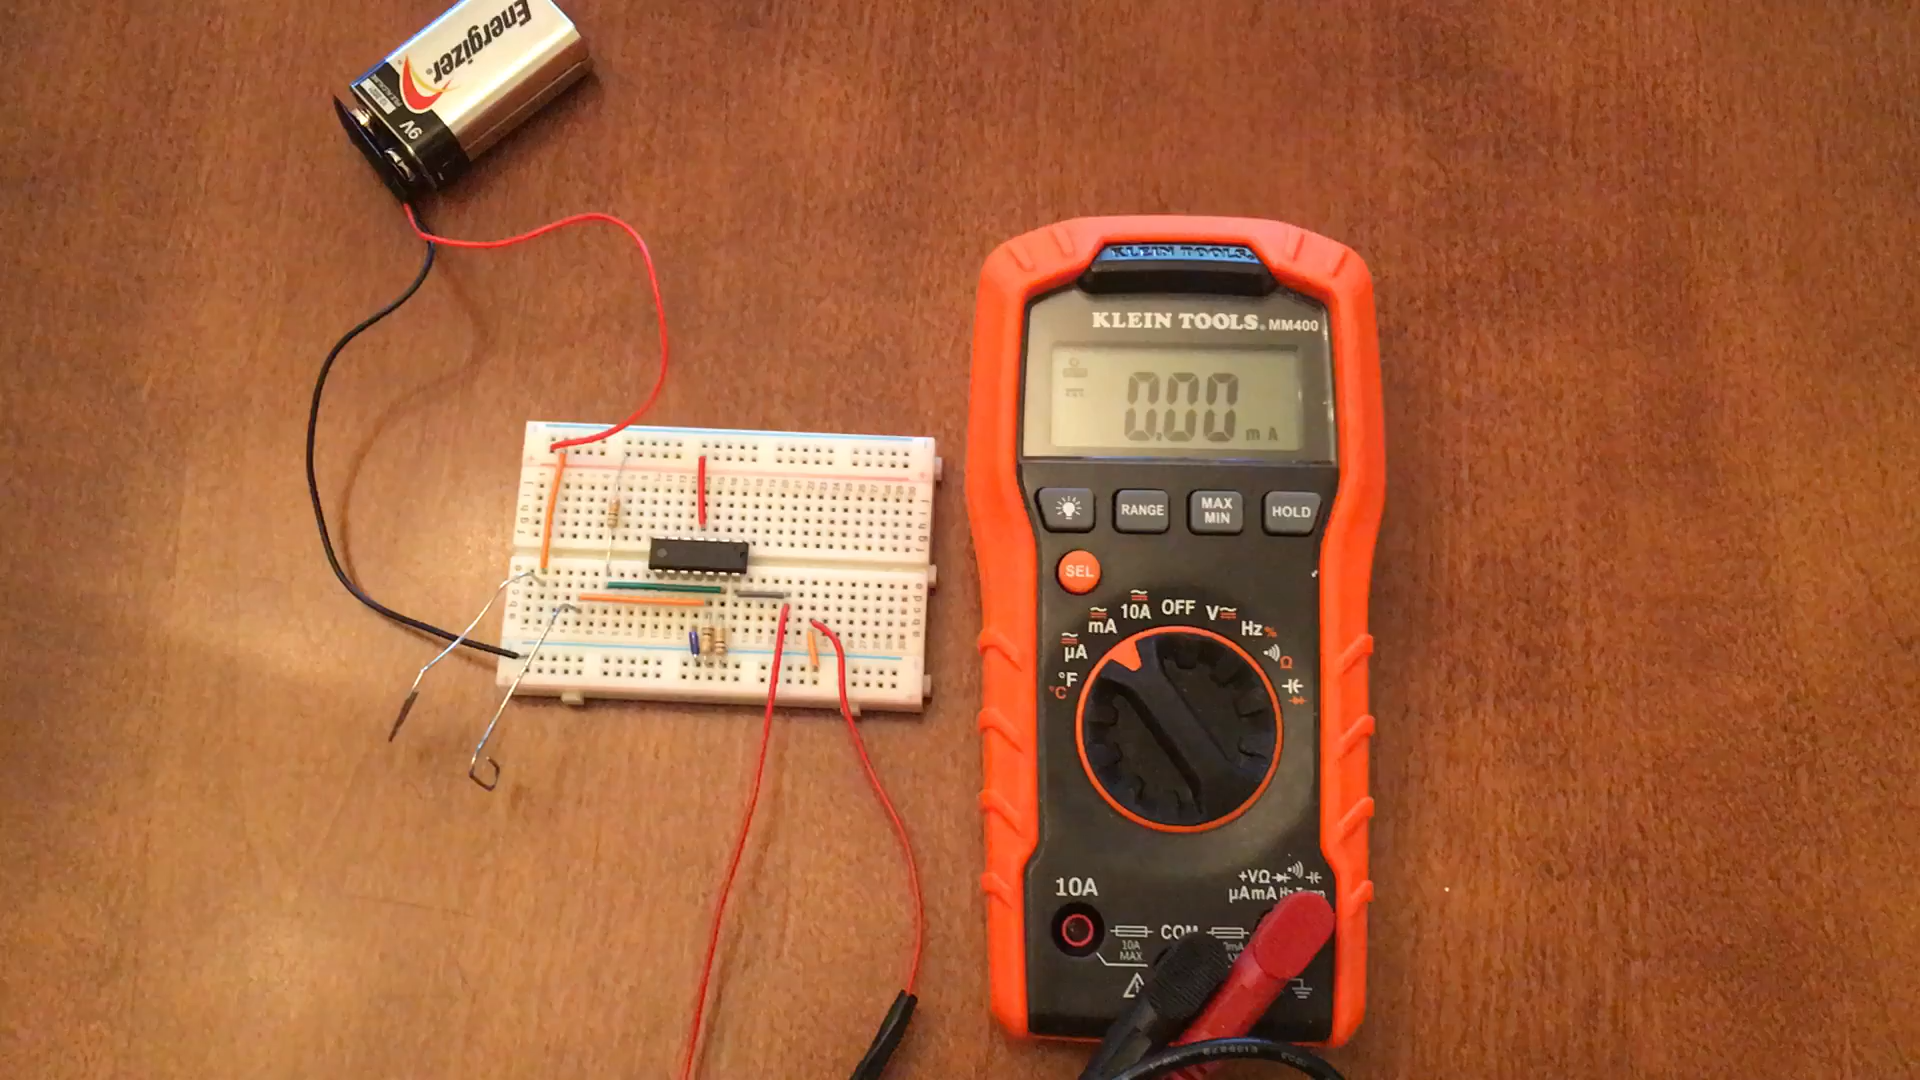 Energizer.
9V
KLEIN TOOLS
KLEIN TOOLS. MM400
0.00 mA
RANGE
MAX
MIN
HOLD
SEL
10A
OFF
V
mA
Hz%
µA
Ω
°F
°C
10A
+VΩ
µAmA Hz
COM
10A
MAX